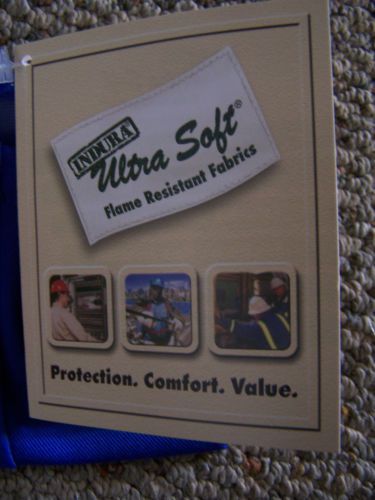 INDURA
Ultra Soft®
Flame Resistant Fabrics
Protection. Comfort. Value.